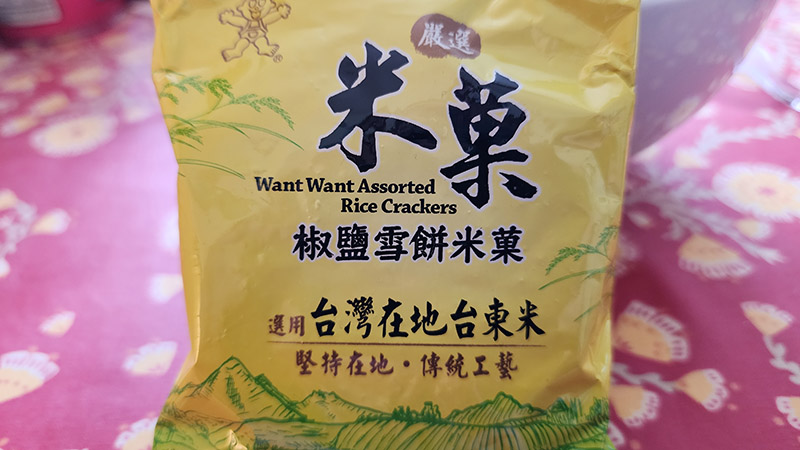 嚴選
米菓
Want Want Assorted
Rice Crackers
椒鹽雪餅米菓
選用台灣在地台東米
堅持在地・傳統工藝